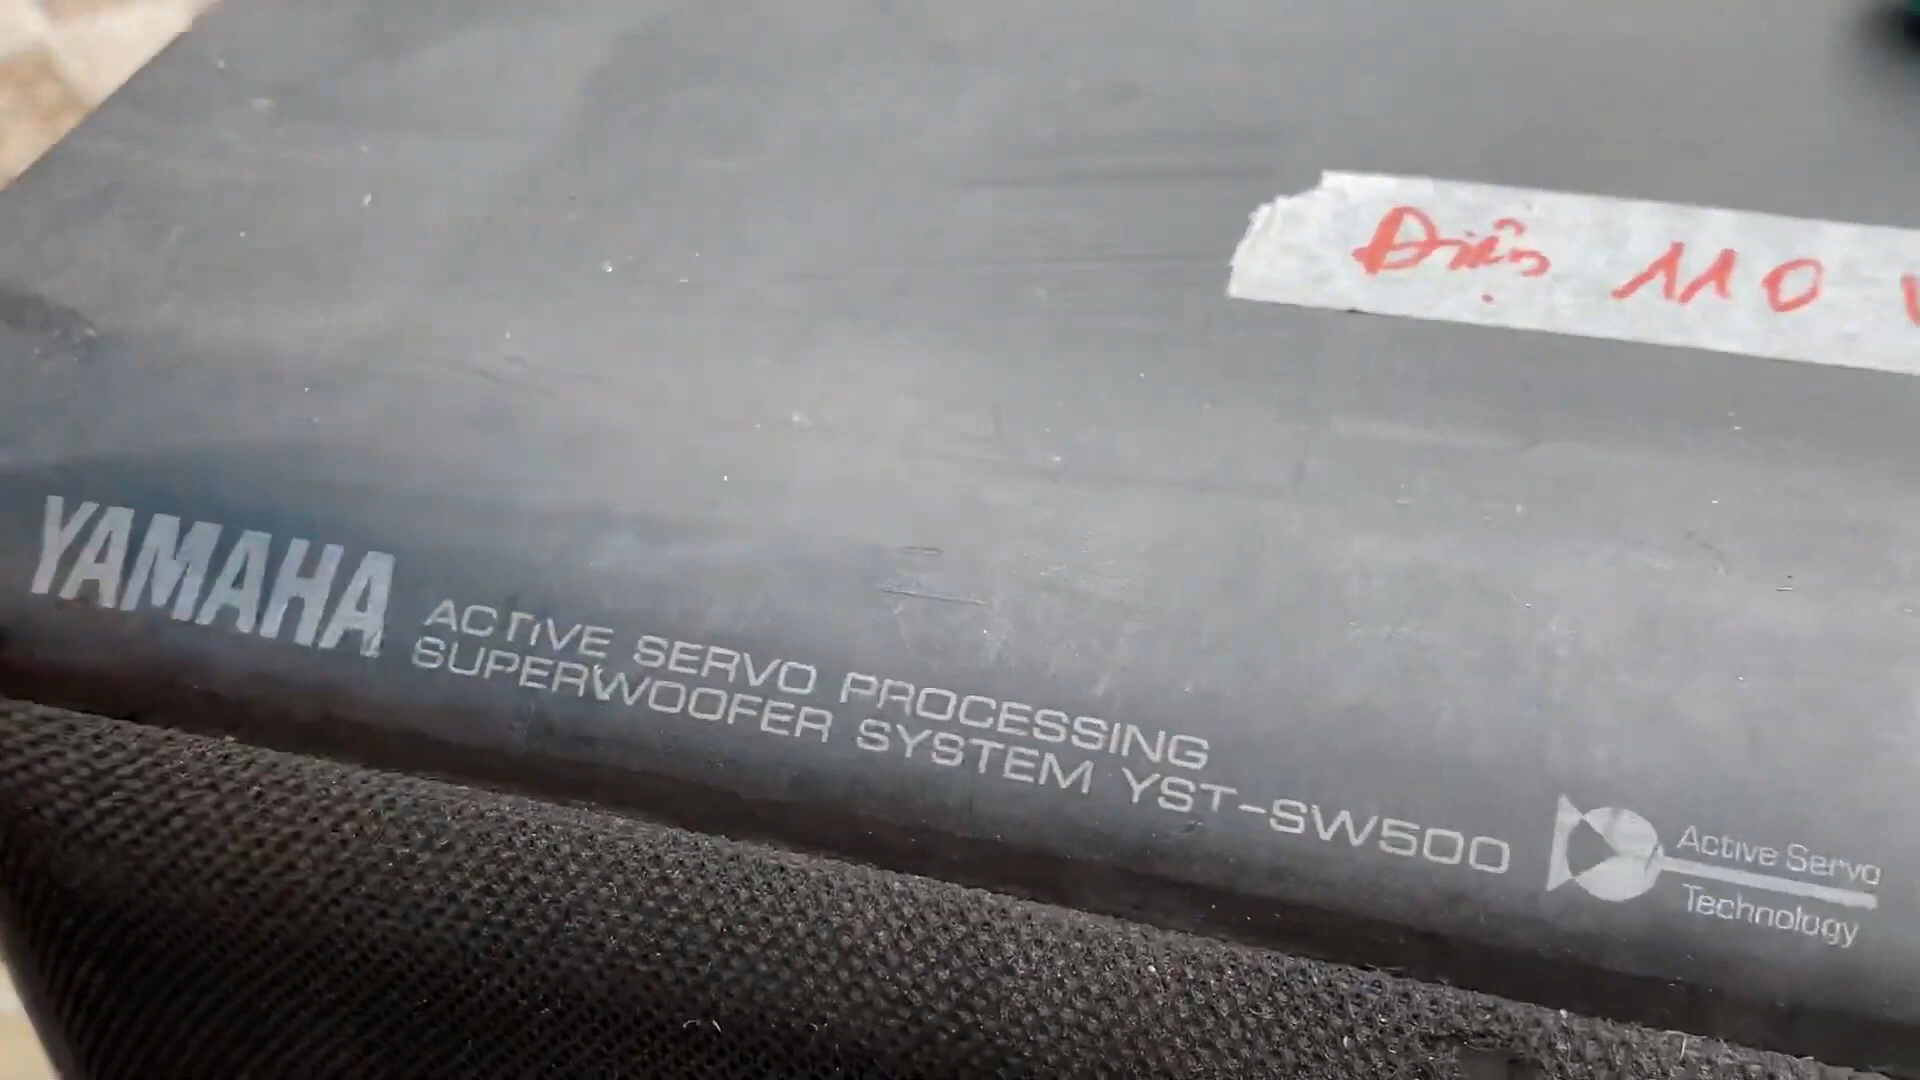 Điện 110 V
YAMAHA
ACTIVE SERVO PROCESSING
SUPERWOOFER SYSTEM YST-SW500
Active Servo
Technology